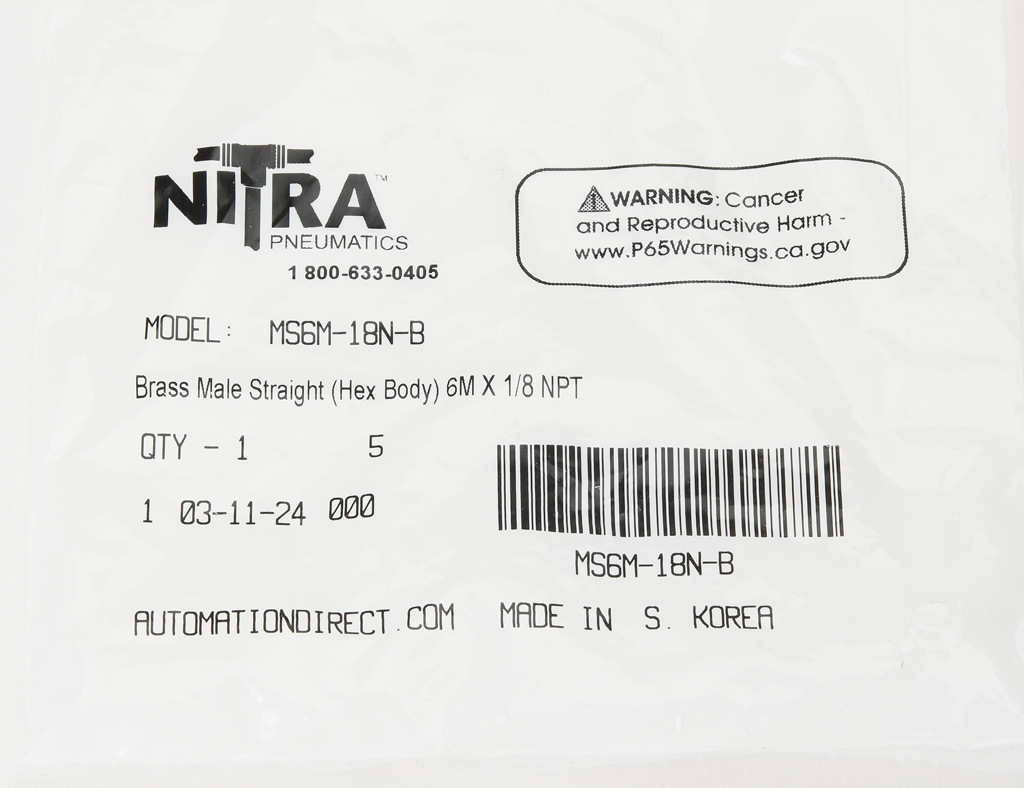 NITRA™
PNEUMATICS
1 800-633-0405
⚠WARNING: Cancer
and Reproductive Harm -
www.P65Warnings.ca.gov
MODEL: MS6M-18N-B
Brass Male Straight (Hex Body) 6M X 1/8 NPT
QTY - 1 5
1 03-11-24 000
MS6M-18N-B
AUTOMATIONDIRECT.COM MADE IN S. KOREA